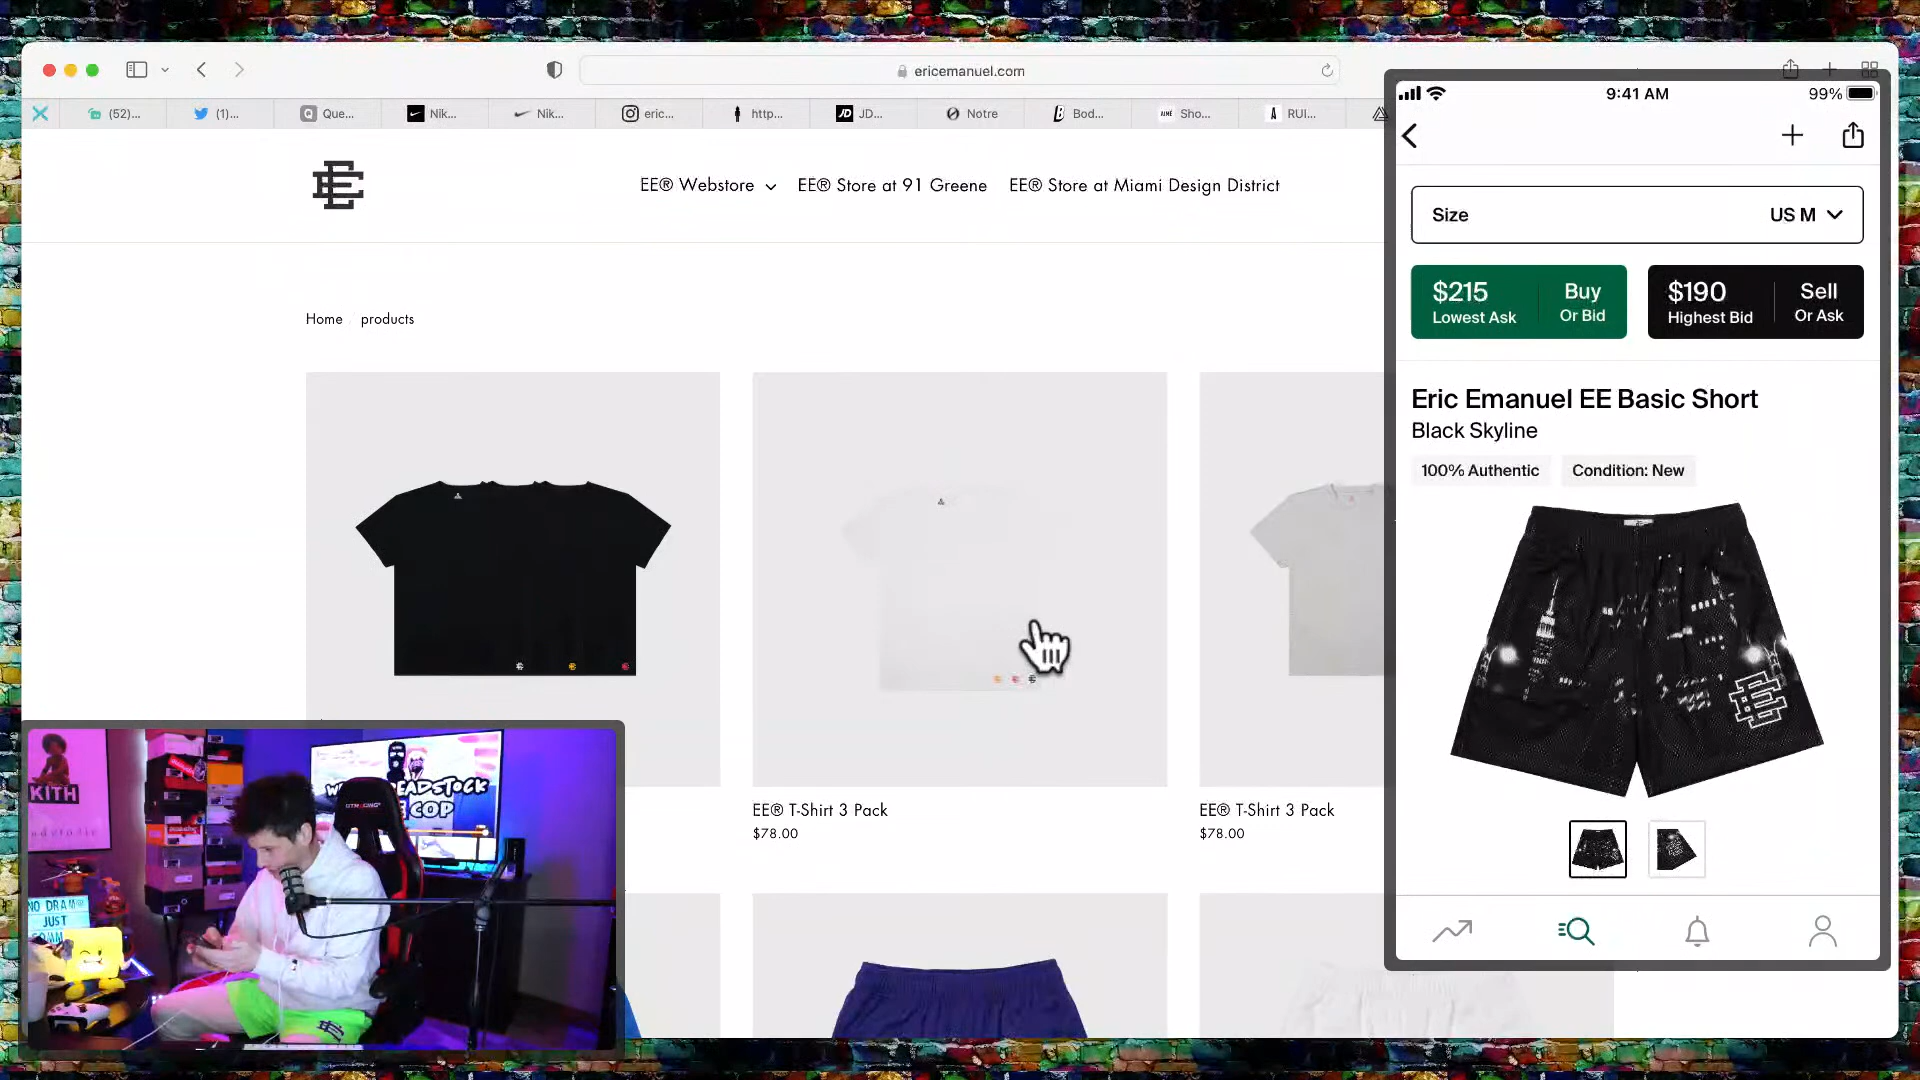 ericemanuel.com
(52)...
(1)...
Que...
Nik...
Nik...
eric...
http...
JD
JD...
Notre
Bod...
AIMÉ
Sho...
RUI...
EE® Webstore
EE® Store at 91 Greene
EE® Store at Miami Design District
Home
products
EE® T-Shirt 3 Pack
$78.00
EE® T-Shirt 3 Pack
$78.00
9:41 AM
99%
Size
US M
$215
Lowest Ask
Buy
Or Bid
$190
Highest Bid
Sell
Or Ask
Eric Emanuel EE Basic Short
Black Skyline
100% Authentic
Condition: New
KITH
NO DRAM
JUST
COP